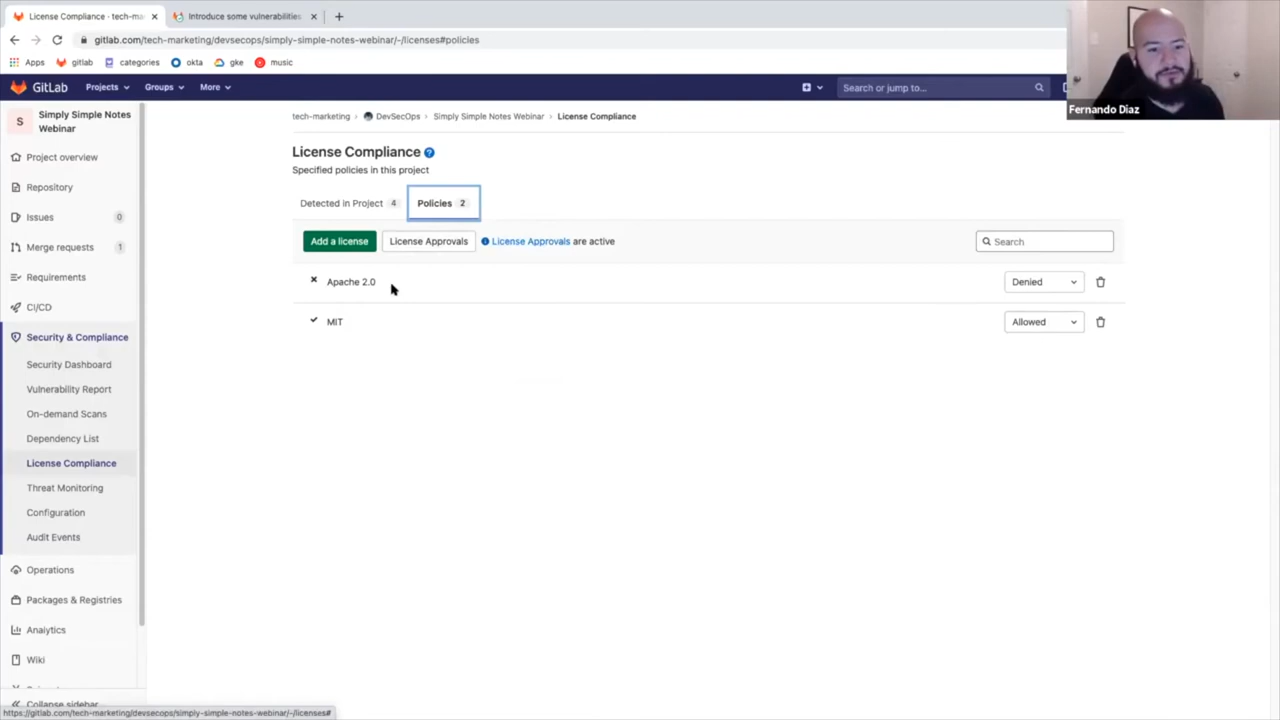 License Compliance · tech-ma
Introduce some vulnerabilities
gitlab.com/tech-marketing/devsecops/simply-simple-notes-webinar/-/licenses#policies
Apps gitlab categories okta gke music
GitLab Projects Groups More Search or jump to...
Fernando Diaz
S Simply Simple Notes Webinar
Project overview
Repository
Issues 0
Merge requests 1
Requirements
CI/CD
Security & Compliance
Security Dashboard
Vulnerability Report
On-demand Scans
Dependency List
License Compliance
Threat Monitoring
Configuration
Audit Events
Operations
Packages & Registries
Analytics
Wiki
Collapse sidebar
tech-marketing › DevSecOps › Simply Simple Notes Webinar › License Compliance
License Compliance
Specified policies in this project
Detected in Project 4 Policies 2
Add a license License Approvals License Approvals are active Search
Apache 2.0 Denied
MIT Allowed
https://gitlab.com/tech-marketing/devsecops/simply-simple-notes-webinar/-/licenses#